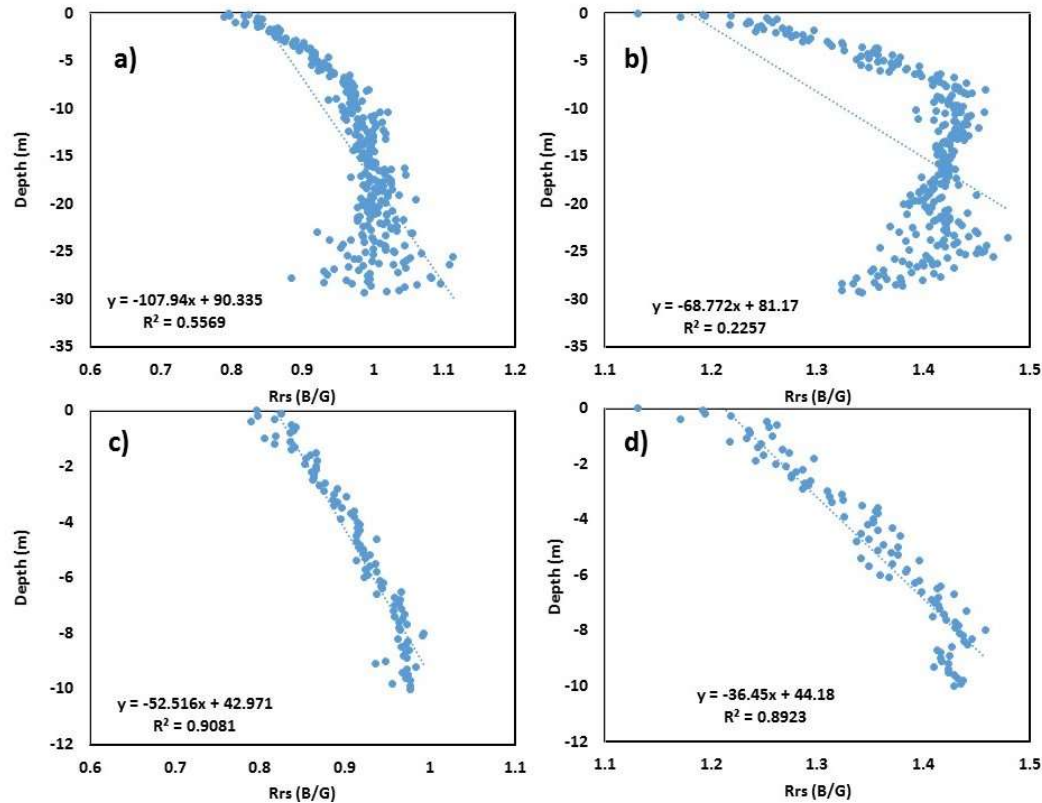 a)
0
-5
-10
-15
-20
-25
-30
-35
Depth (m)
y = -107.94x + 90.335
R² = 0.5569
0.6 0.7 0.8 0.9 1 1.1 1.2
Rrs (B/G)
b)
0
-5
-10
-15
-20
-25
-30
-35
Depth (m)
y = -68.772x + 81.17
R² = 0.2257
1.1 1.2 1.3 1.4 1.5
Rrs (B/G)
c)
0
-2
-4
-6
-8
-10
-12
Depth (m)
y = -52.516x + 42.971
R² = 0.9081
0.6 0.7 0.8 0.9 1 1.1
Rrs (B/G)
d)
0
-2
-4
-6
-8
-10
-12
Depth (m)
y = -36.45x + 44.18
R² = 0.8923
1.1 1.2 1.3 1.4 1.5
Rrs (B/G)